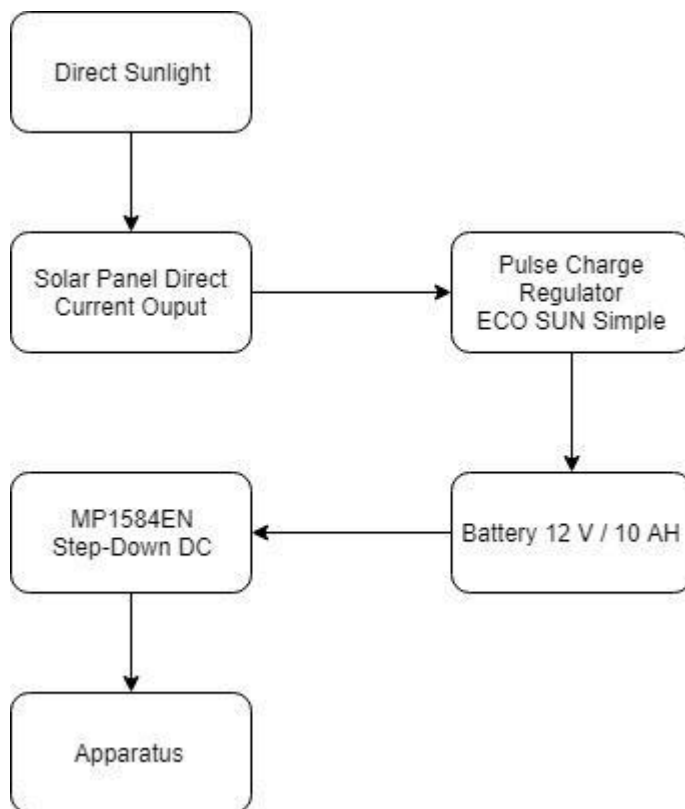 Direct Sunlight
Solar Panel Direct
Current Ouput
Pulse Charge
Regulator
ECO SUN Simple
Battery 12 V / 10 AH
MP1584EN
Step-Down DC
Apparatus